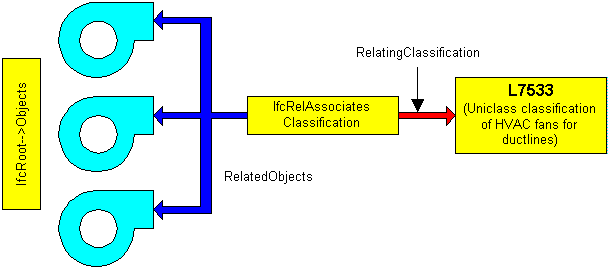 IfcRoot-->Objects
RelatingClassification
IfcRelAssociates
Classification
L7533
(Uniclass classification
of HVAC fans for
ductlines)
RelatedObjects